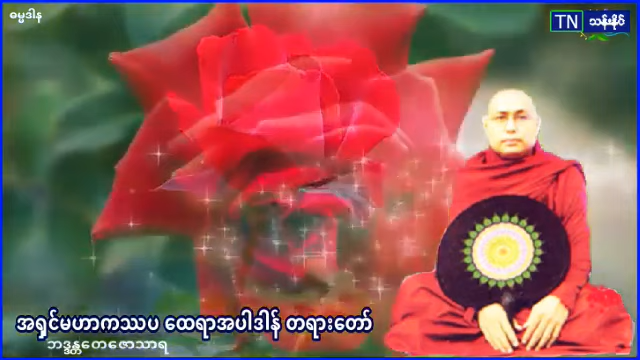 ဓမ္မဒါန
TN သန်းနိုင်
အရှင်မဟာကဿပ ထေရာအပါဒါန် တရားတော်
ဘဒ္ဒန္တတေဇောသာရ